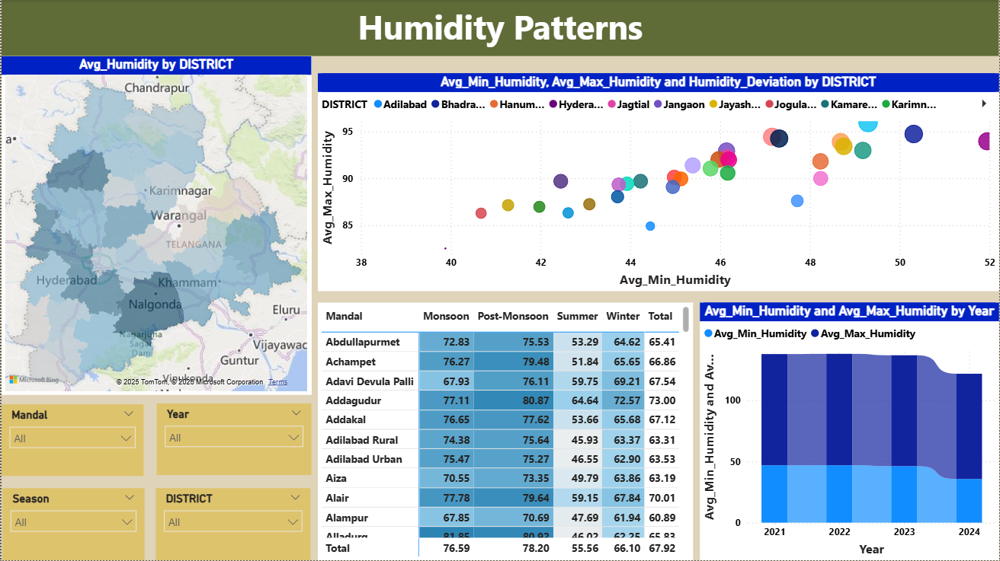 Humidity Patterns
Avg_Humidity by DISTRICT
Chandrapur
a•
Karimnagar
Warangal
TELANGANA
Hyderabad
Khammam
Nalgonda
Nagarjuna
Sagar
Dam
Eluru
Vijayawac
Guntur
Vinukonda
Microsoft Bing
© 2025 TomTom, © 2026 Microsoft Corporation Terms
Avg_Min_Humidity, Avg_Max_Humidity and Humidity_Deviation by DISTRICT
DISTRICT Adilabad Bhadra... Hanum... Hydera... Jagtial Jangaon Jayash... Jogula... Kamare... Karimn...
Avg_Max_Humidity
95
90
85
38 40 42 44 46 48 50 52
Avg_Min_Humidity
Mandal Monsoon Post-Monsoon Summer Winter Total
Abdullapurmet 72.83 75.53 53.29 64.62 65.41
Achampet 76.27 79.48 51.84 65.65 66.86
Adavi Devula Palli 67.93 76.11 59.75 69.21 67.54
Addagudur 77.11 80.87 64.64 72.57 73.00
Addakal 76.65 77.62 53.66 65.68 67.12
Adilabad Rural 74.38 75.64 45.93 63.37 63.31
Adilabad Urban 75.47 75.27 46.55 62.90 63.53
Aiza 70.55 73.35 49.79 63.86 63.19
Alair 77.78 79.64 59.15 67.84 70.01
Alampur 67.85 70.69 47.69 61.94 60.89
Alladurg 81.85 80.92 46.02 62.25 65.83
Total 76.59 78.20 55.56 66.10 67.92
Avg_Min_Humidity and Avg_Max_Humidity by Year
Avg_Min_Humidity Avg_Max_Humidity
Avg_Min_Humidity and Av...
100
50
0
2021 2022 2023 2024
Year
Mandal
All
Year
All
Season
All
DISTRICT
All